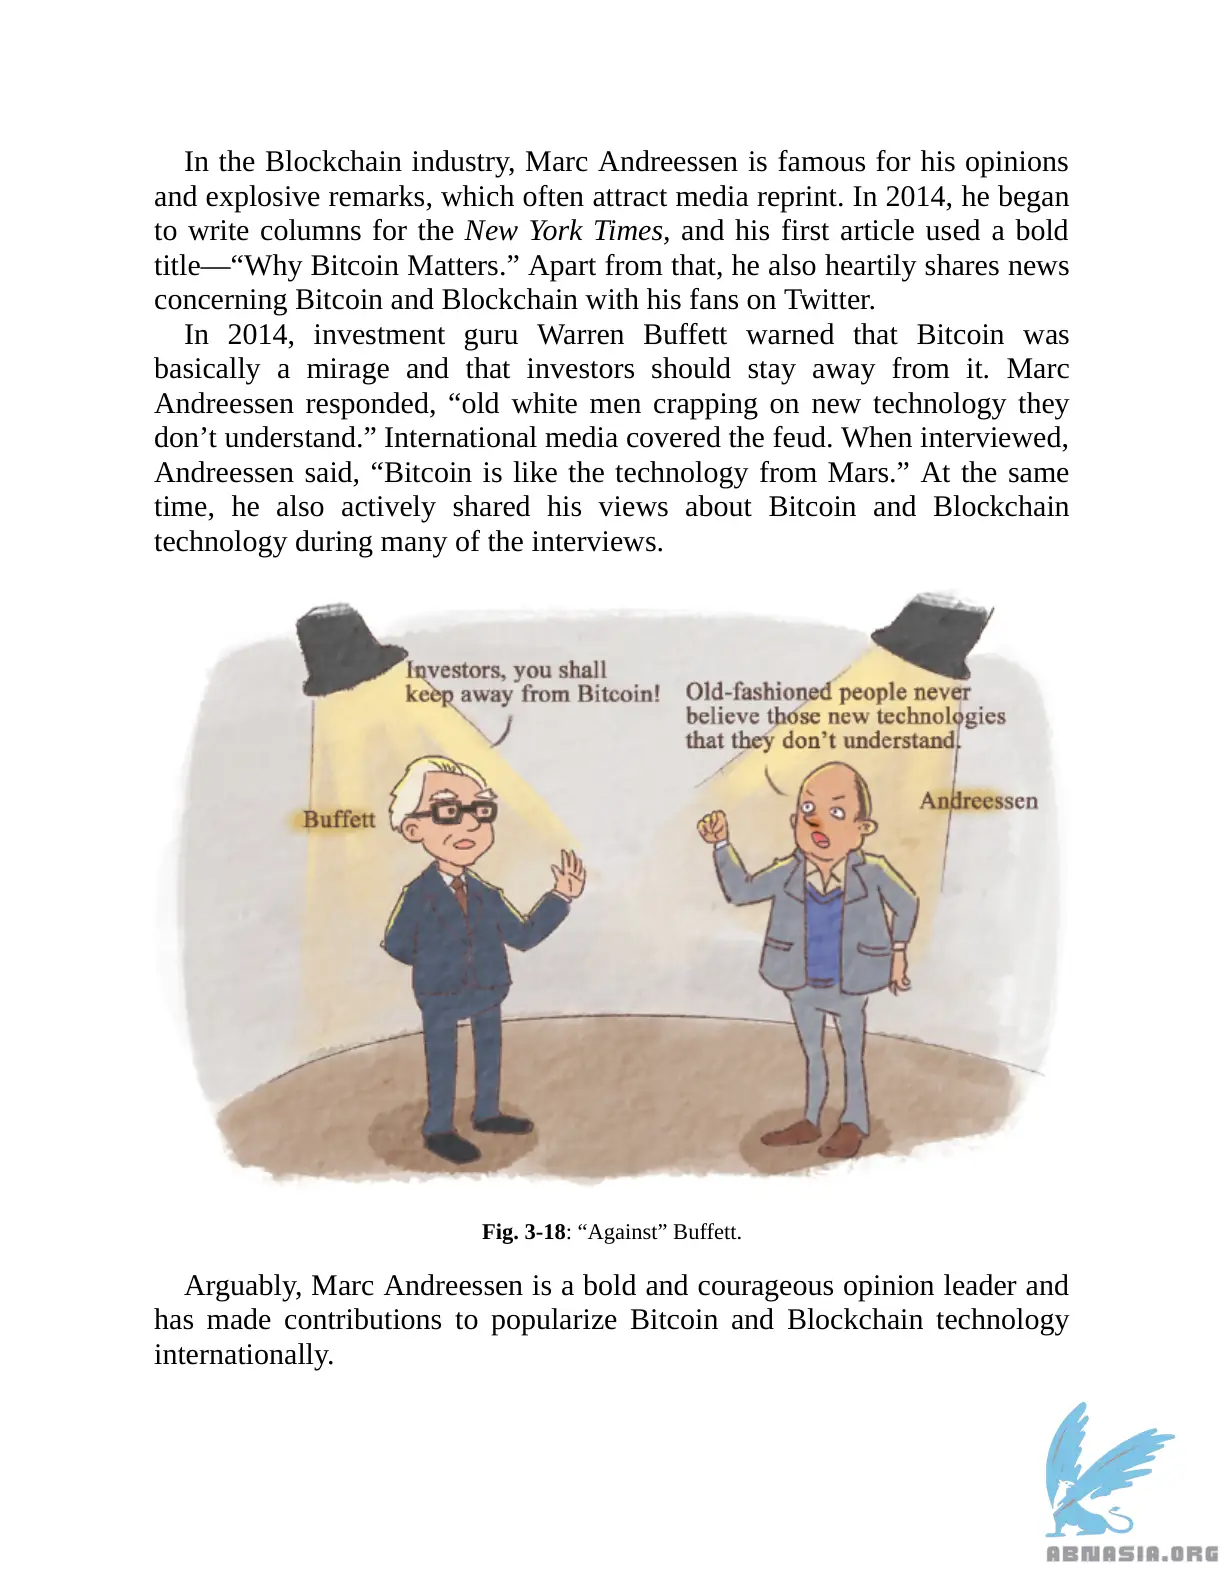 In the Blockchain industry, Marc Andreessen is famous for his opinions
and explosive remarks, which often attract media reprint. In 2014, he began
to write columns for the New York Times, and his first article used a bold
title—“Why Bitcoin Matters.” Apart from that, he also heartily shares news
concerning Bitcoin and Blockchain with his fans on Twitter.
In 2014, investment guru Warren Buffett warned that Bitcoin was
basically a mirage and that investors should stay away from it. Marc
Andreessen responded, “old white men crapping on new technology they
don’t understand.” International media covered the feud. When interviewed,
Andreessen said, “Bitcoin is like the technology from Mars.” At the same
time, he also actively shared his views about Bitcoin and Blockchain
technology during many of the interviews.
Investors, you shall
keep away from Bitcoin!
Old-fashioned people never
believe those new technologies
that they don’t understand.
Buffett
Andreessen
Fig. 3-18: “Against” Buffett.
Arguably, Marc Andreessen is a bold and courageous opinion leader and
has made contributions to popularize Bitcoin and Blockchain technology
internationally.
ABNASIA.ORG